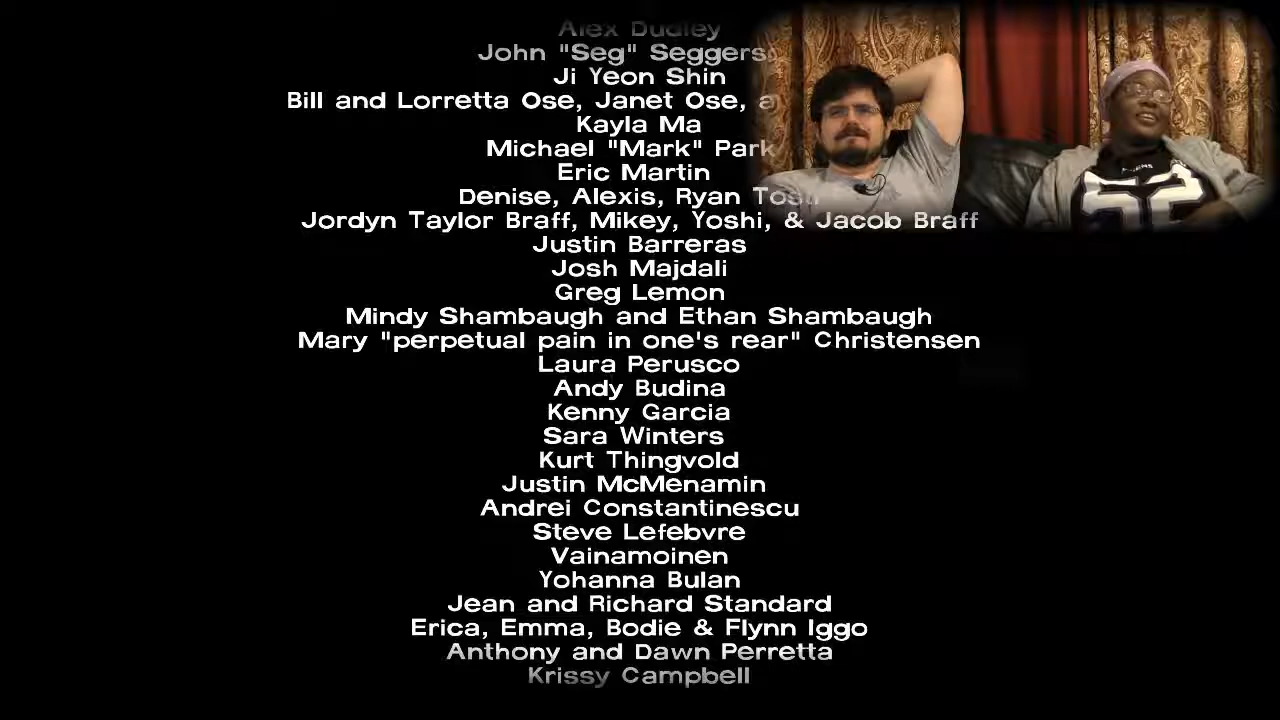 Alex Dudley
John "Seg" Seggers
Ji Yeon Shin
Bill and Lorretta Ose, Janet Ose, a
Kayla Ma
Michael "Mark" Park
Eric Martin
Denise, Alexis, Ryan
Jordyn Taylor Braff, Mikey, Yoshi, & Jacob Braff
Justin Barreras
Josh Majdali
Greg Lemon
Mindy Shambaugh and Ethan Shambaugh
Mary "perpetual pain in one's rear" Christensen
Laura Perusco
Andy Budina
Kenny Garcia
Sara Winters
Kurt Thingvold
Justin McMenamin
Andrei Constantinescu
Steve Lefebvre
Vainamoinen
Yohanna Bulan
Jean and Richard Standard
Erica, Emma, Bodie & Flynn Iggo
Anthony and Dawn Perretta
Krissy Campbell